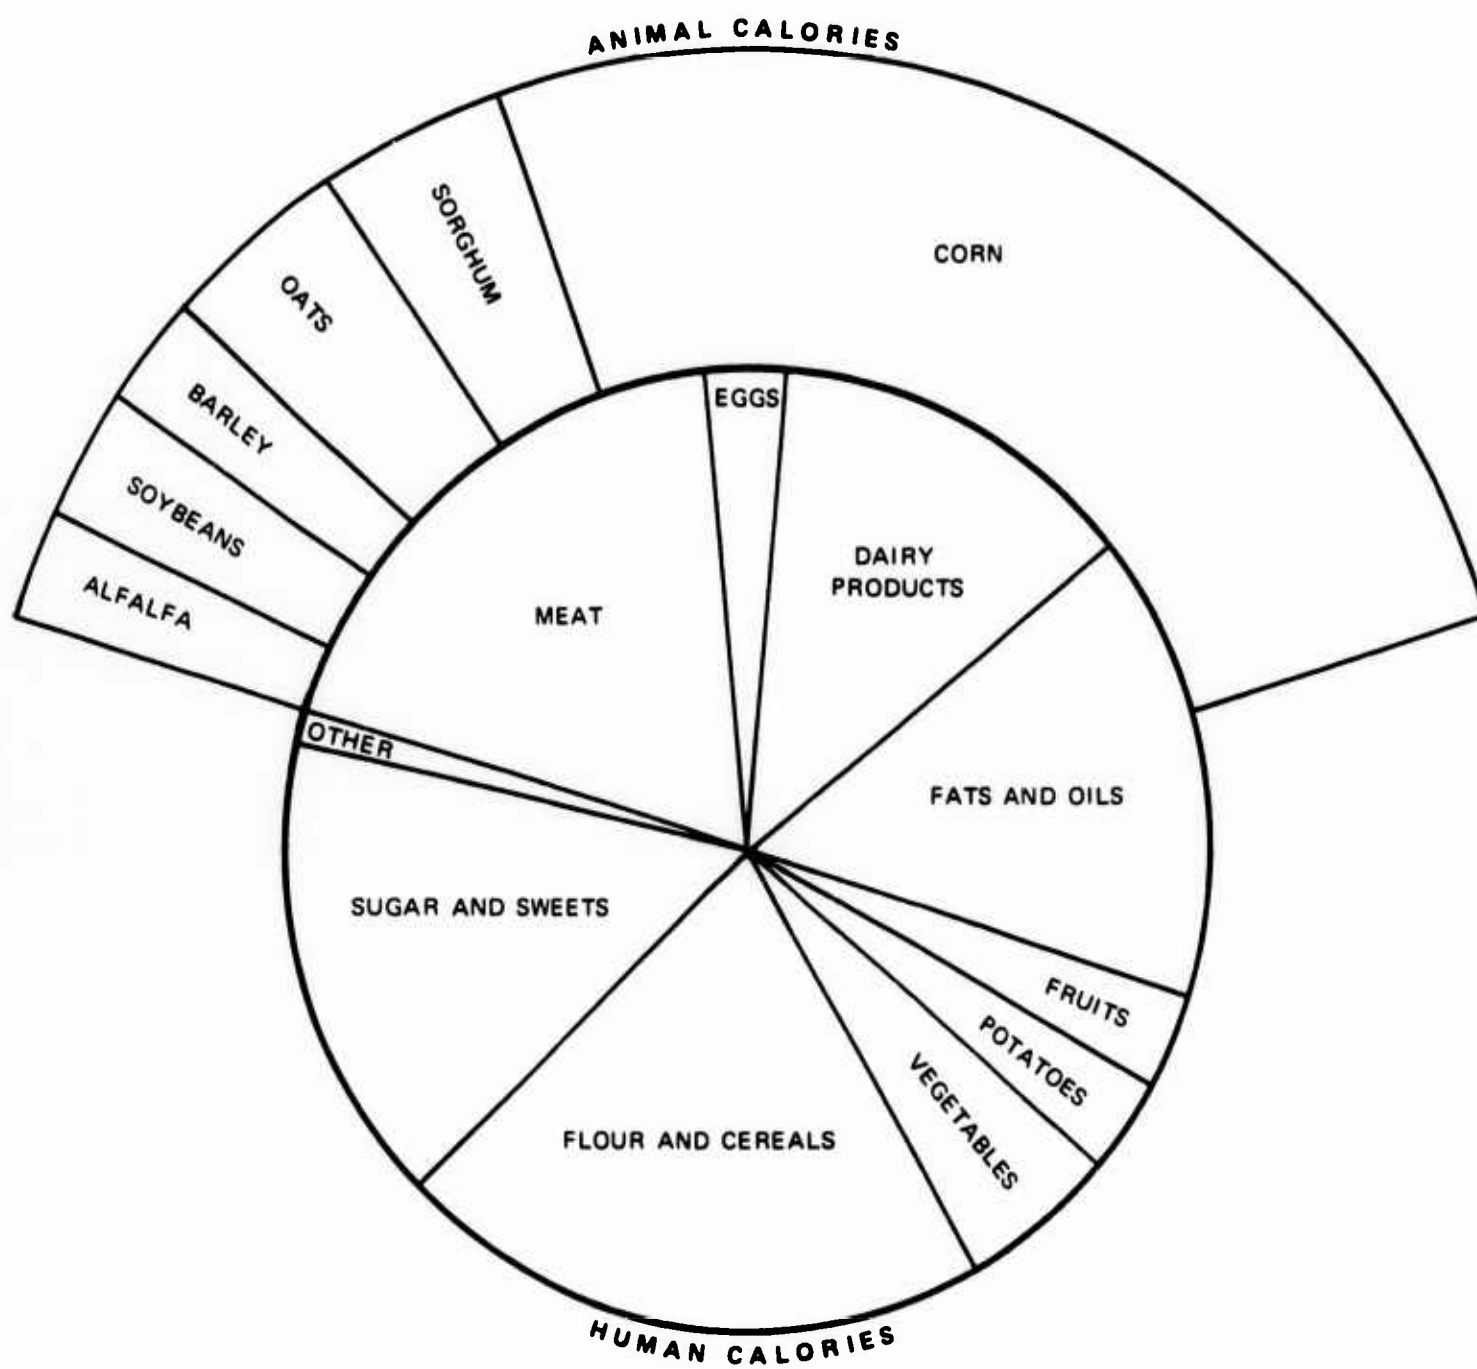 ANIMAL CALORIES
CORN
SORGHUM
OATS
BARLEY
SOYBEANS
ALFALFA
EGGS
DAIRY
PRODUCTS
MEAT
OTHER
FATS AND OILS
SUGAR AND SWEETS
FRUITS
POTATOES
VEGETABLES
FLOUR AND CEREALS
HUMAN CALORIES